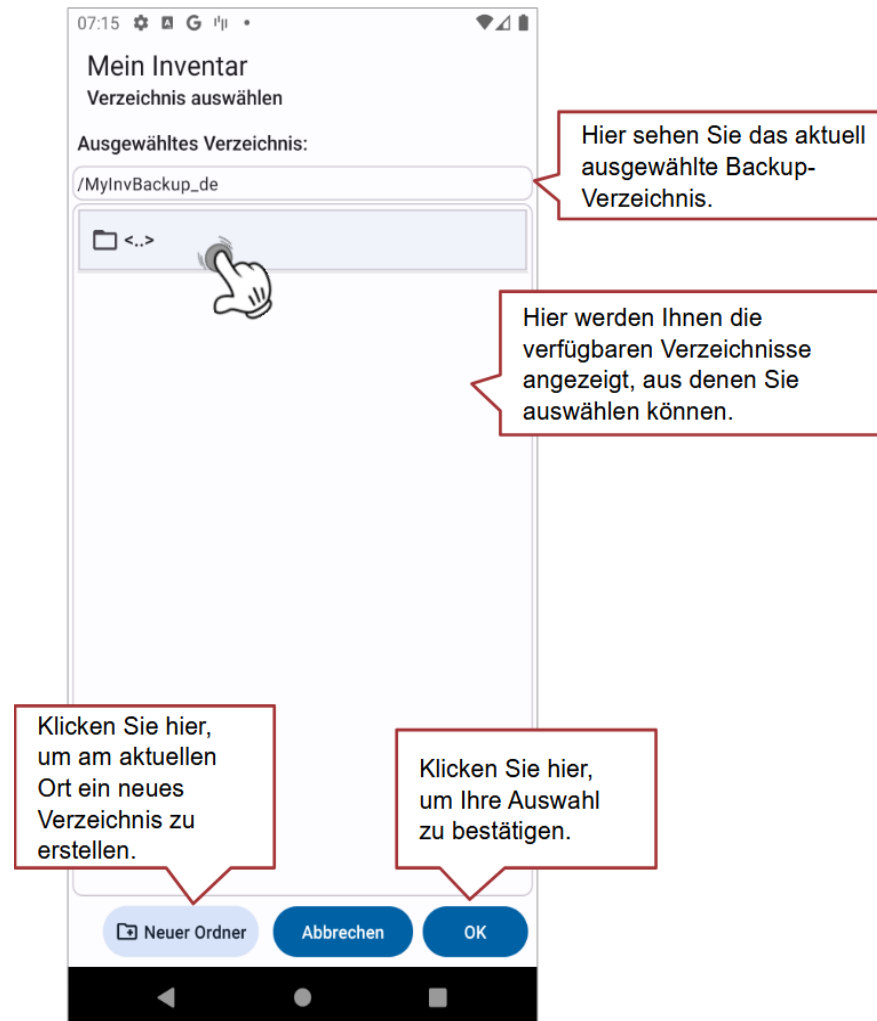 07:15
Mein Inventar
Verzeichnis auswählen
Ausgewähltes Verzeichnis:
/MyInvBackup_de
<..>
Hier sehen Sie das aktuell
ausgewählte Backup-
Verzeichnis.
Hier werden Ihnen die
verfügbaren Verzeichnisse
angezeigt, aus denen Sie
auswählen können.
Klicken Sie hier,
um am aktuellen
Ort ein neues
Verzeichnis zu
erstellen.
Klicken Sie hier,
um Ihre Auswahl
zu bestätigen.
Neuer Ordner
Abbrechen
OK